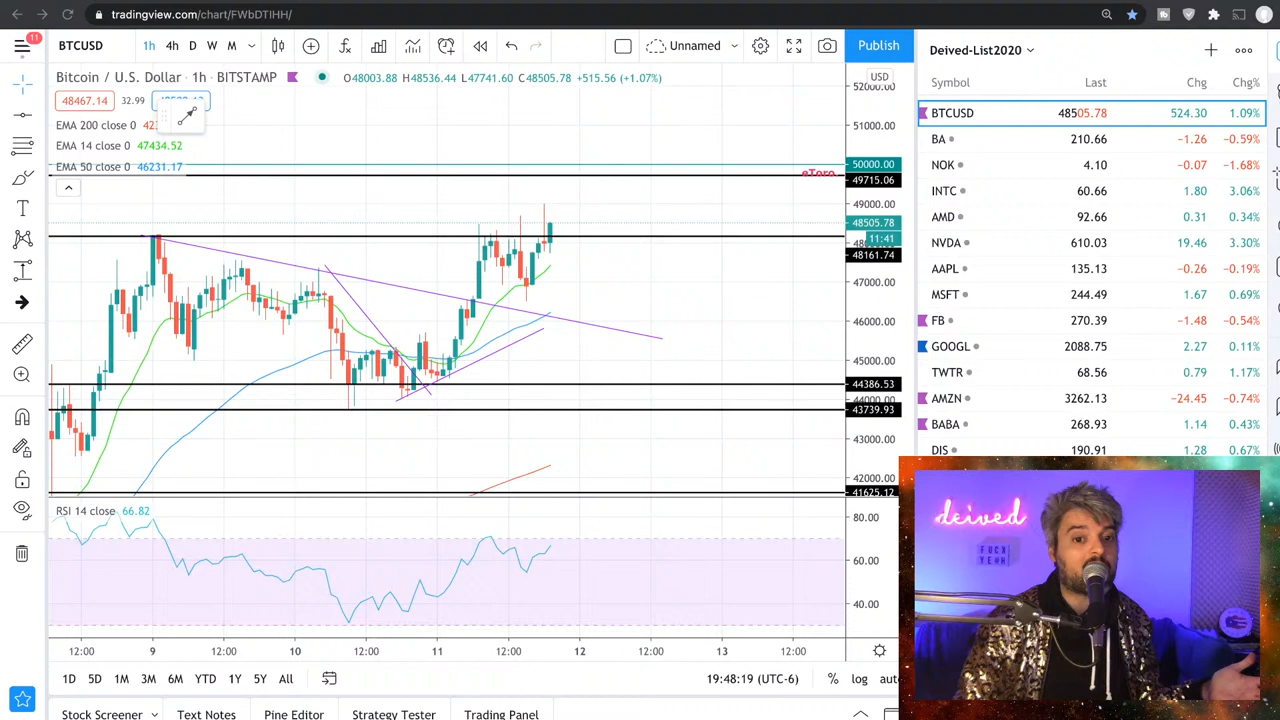 tradingview.com/chart/FWbDTIHH/
11
BTCUSD
1h 4h D W M
Unnamed
Publish
Deived-List2020
Bitcoin / U.S. Dollar · 1h · BITSTAMP
O48003.88 H48536.44 L47741.60 C48505.78 +515.56 (+1.07%)
USD
48467.14 32.99
EMA 200 close 0
EMA 14 close 0 47434.52
EMA 50 close 0 46231.17
52000.00
51000.00
50000.00
eToro
49715.06
49000.00
48505.78
11:41
48161.74
47000.00
46000.00
45000.00
44386.53
44000.00
43739.93
43000.00
42000.00
41625.12
RSI 14 close 66.82
80.00
60.00
40.00
9 12:00 10 12:00 11 12:00 12 12:00 13 12:00
1D 5D 1M 3M 6M YTD 1Y 5Y All
19:48:19 (UTC-6)
% log
Stock Screener Text Notes Pine Editor Strategy Tester Trading Panel
Symbol Last Chg Chg%
BTCUSD 48505.78 524.30 1.09%
BA 210.66 −1.26 −0.59%
NOK 4.10 −0.07 −1.68%
INTC 60.66 1.80 3.06%
AMD 92.66 0.31 0.34%
NVDA 610.03 19.46 3.30%
AAPL 135.13 −0.26 −0.19%
MSFT 244.49 1.67 0.69%
FB 270.39 −1.48 −0.54%
GOOGL 2088.75 2.27 0.11%
TWTR 68.56 0.79 1.17%
AMZN 3262.13 −24.45 −0.74%
BABA 268.93 1.14 0.43%
DIS 190.91 1.28 0.67%
deived
FUCK
YEAH